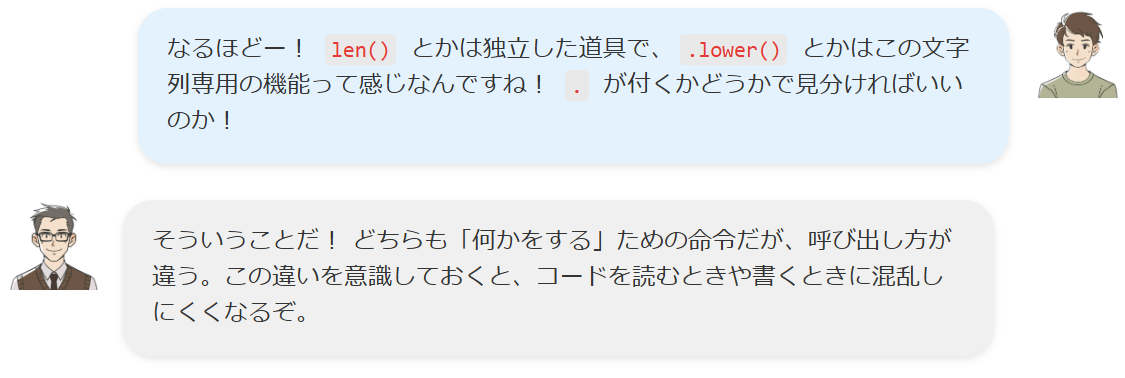 なるほどー！ len() とかは独立した道具で、 .lower() とかはこの文字
列専用の機能って感じなんですね！ . が付くかどうかで見分ければいい
のか！
そういうことだ！ どちらも「何かをする」ための命令だが、呼び出し方が
違う。この違いを意識しておくと、コードを読むときや書くときに混乱し
にくくなるぞ。